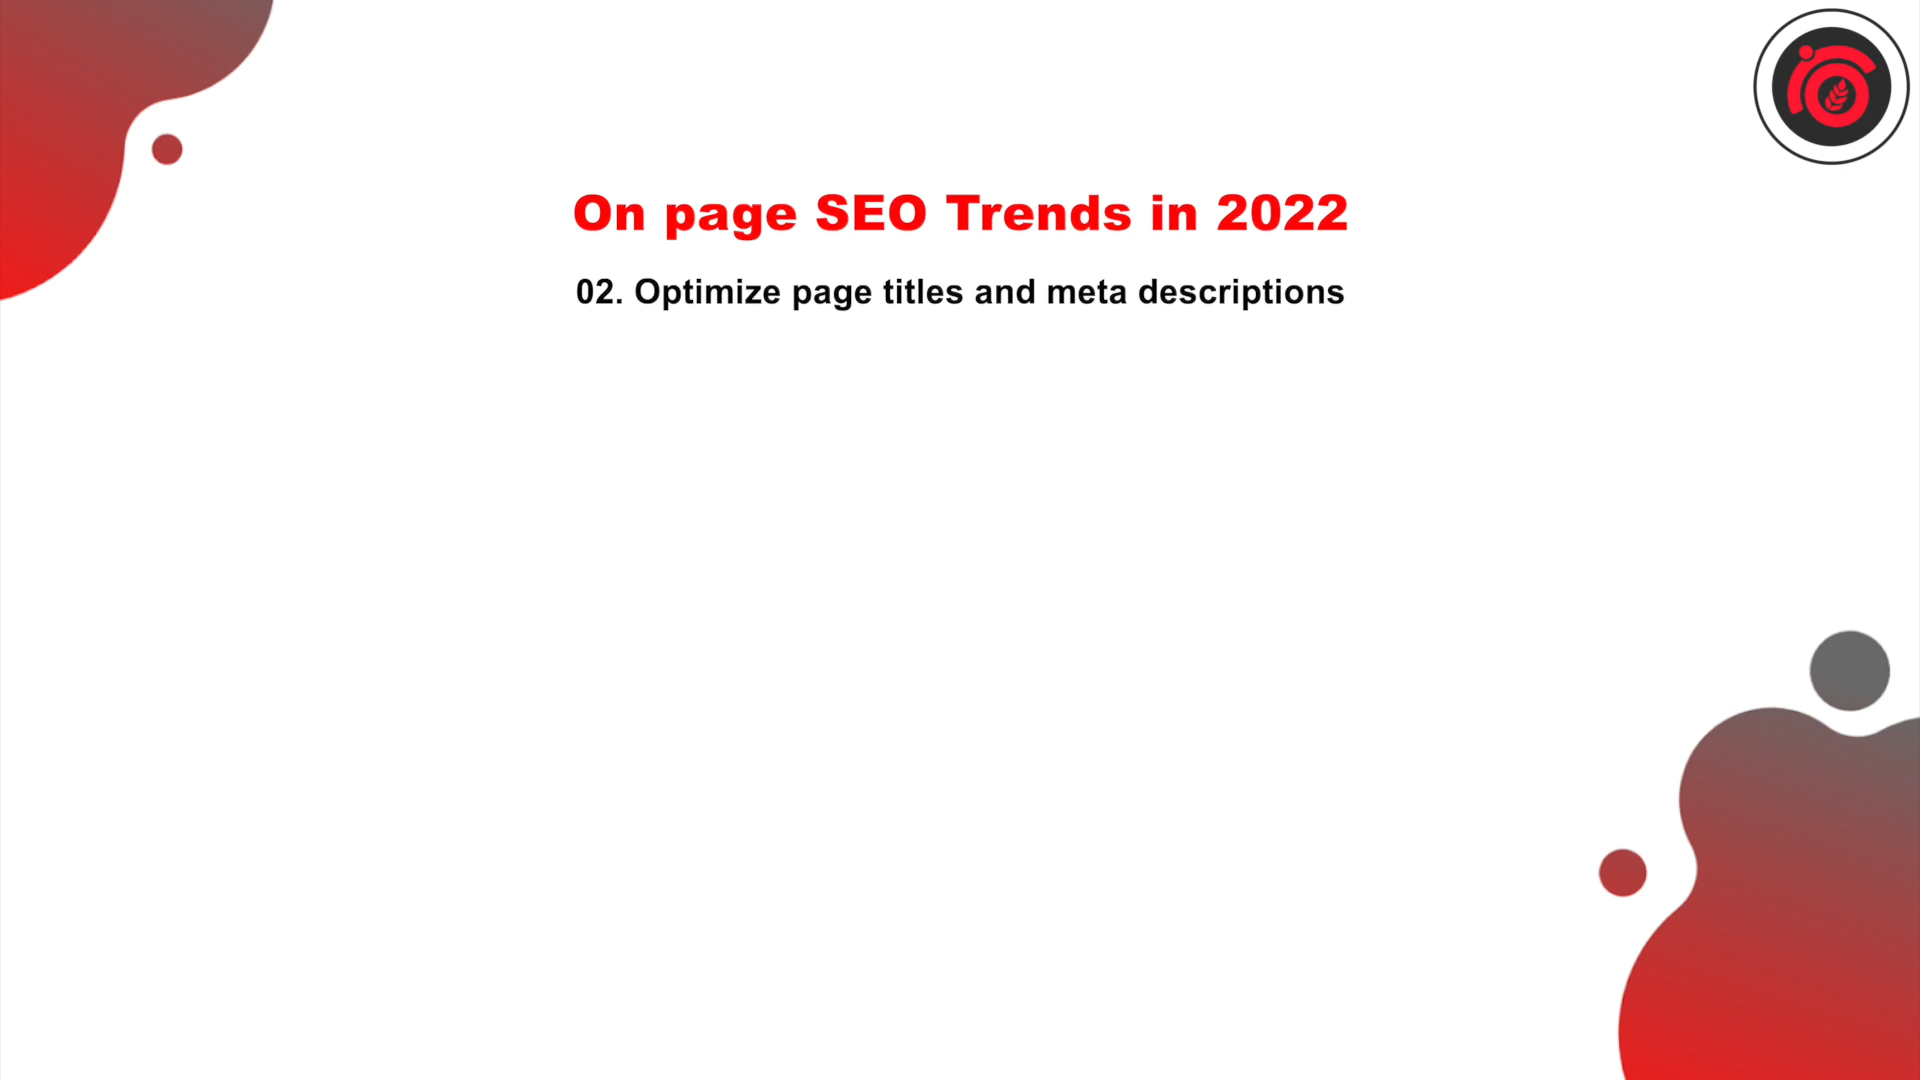 On page SEO Trends in 2022
02. Optimize page titles and meta descriptions